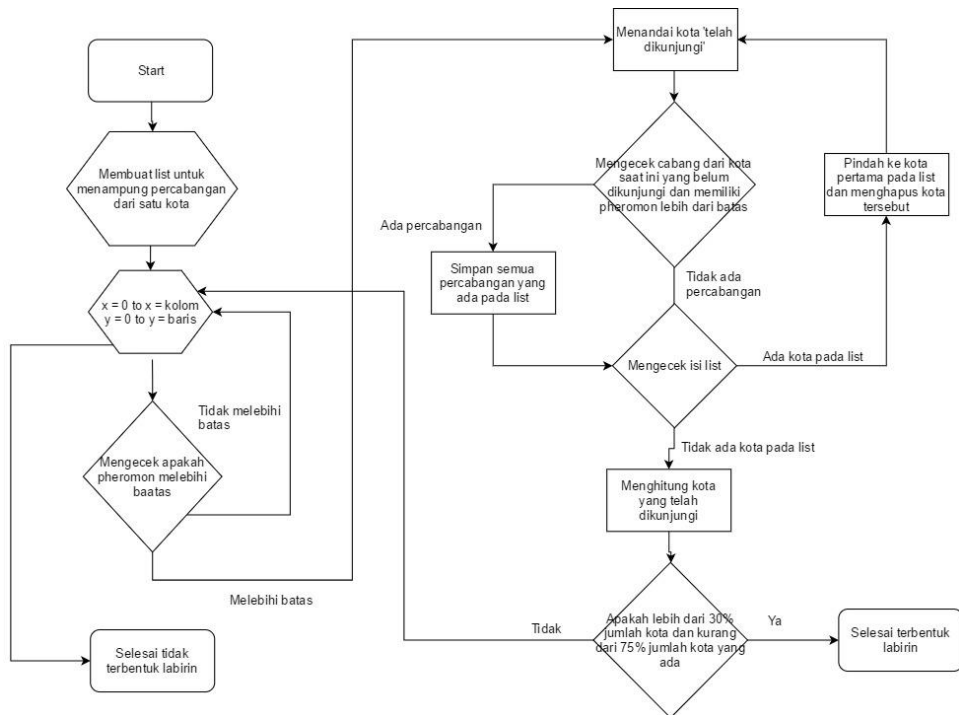 Start
Membuat list untuk
menampung percabangan
dari satu kota
x = 0 to x = kolom
y = 0 to y = baris
Tidak melebihi
batas
Mengecek apakah
pheromon melebihi
baatas
Melebihi batas
Selesai tidak
terbentuk labirin
Menandai kota 'telah
dikunjungi'
Mengecek cabang dari kota
saat ini yang belum
dikunjungi dan memiliki
pheromon lebih dari batas
Ada percabangan
Simpan semua
percabangan yang
ada pada list
Tidak ada
percabangan
Mengecek isi list
Ada kota pada list
Pindah ke kota
pertama pada list
dan menghapus kota
tersebut
Tidak ada kota pada list
Menghitung kota
yang telah
dikunjungi
Apakah lebih dari 30%
jumlah kota dan kurang
dari 75% jumlah kota yang
ada
Tidak
Ya
Selesai terbentuk
labirin